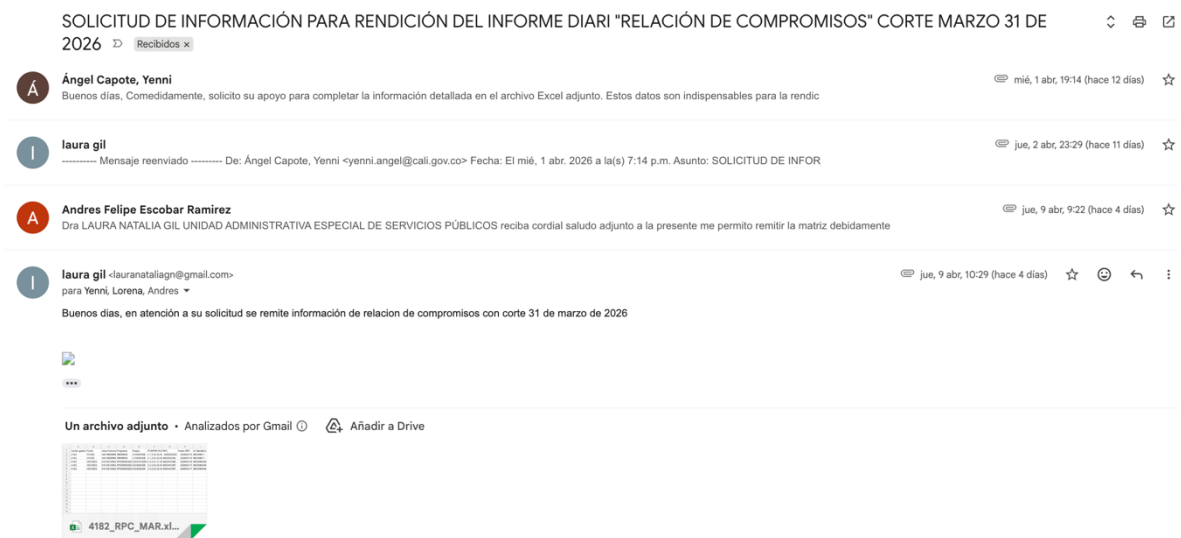 SOLICITUD DE INFORMACIÓN PARA RENDICIÓN DEL INFORME DIARI "RELACIÓN DE COMPROMISOS" CORTE MARZO 31 DE
2026 Recibidos ×
Á
Ángel Capote, Yenni
mié, 1 abr, 19:14 (hace 12 días)
Buenos días, Comedidamente, solicito su apoyo para completar la información detallada en el archivo Excel adjunto. Estos datos son indispensables para la rendic
l
laura gil
jue, 2 abr, 23:29 (hace 11 días)
---------- Mensaje reenviado --------- De: Ángel Capote, Yenni <yenni.angel@cali.gov.co> Fecha: El mié, 1 abr. 2026 a la(s) 7:14 p.m. Asunto: SOLICITUD DE INFOR
A
Andres Felipe Escobar Ramirez
jue, 9 abr, 9:22 (hace 4 días)
Dra LAURA NATALIA GIL UNIDAD ADMINISTRATIVA ESPECIAL DE SERVICIOS PÚBLICOS reciba cordial saludo adjunto a la presente me permito remitir la matriz debidamente
l
laura gil <lauranataliagn@gmail.com>
jue, 9 abr, 10:29 (hace 4 días)
para Yenni, Lorena, Andres
Buenos dias, en atención a su solicitud se remite información de relacion de compromisos con corte 31 de marzo de 2026
Un archivo adjunto • Analizados por Gmail Añadir a Drive
4182_RPC_MAR.xl...